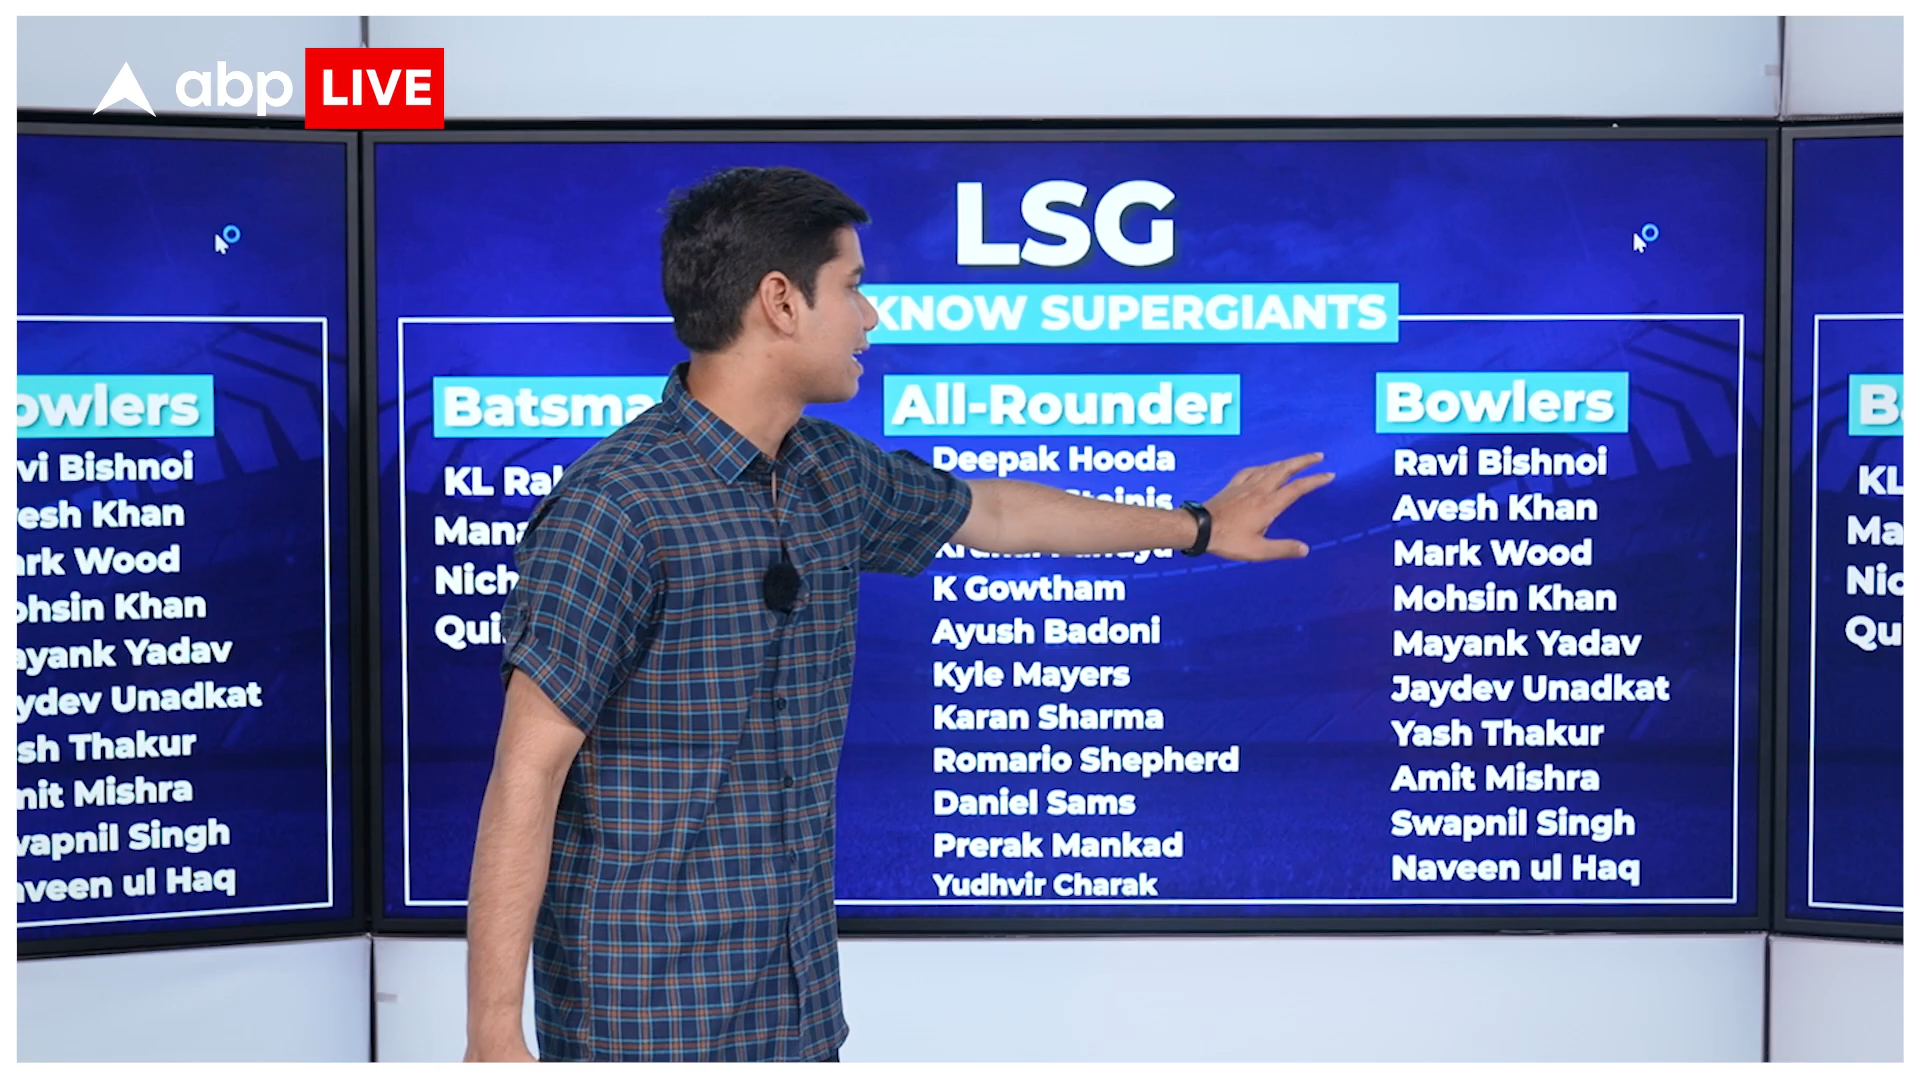 abp LIVE
LSG
KNOW SUPERGIANTS
owlers
vi Bishnoi
esh Khan
rk Wood
ohsin Khan
ayank Yadav
ydev Unadkat
sh Thakur
mit Mishra
wapnil Singh
aveen ul Haq
Batsma
KL Ra
Mana
Nich
Qui
All-Rounder
Deepak Hooda
K Gowtham
Ayush Badoni
Kyle Mayers
Karan Sharma
Romario Shepherd
Daniel Sams
Prerak Mankad
Yudhvir Charak
Bowlers
Ravi Bishnoi
Avesh Khan
Mark Wood
Mohsin Khan
Mayank Yadav
Jaydev Unadkat
Yash Thakur
Amit Mishra
Swapnil Singh
Naveen ul Haq
KL
Ma
Nic
Qu